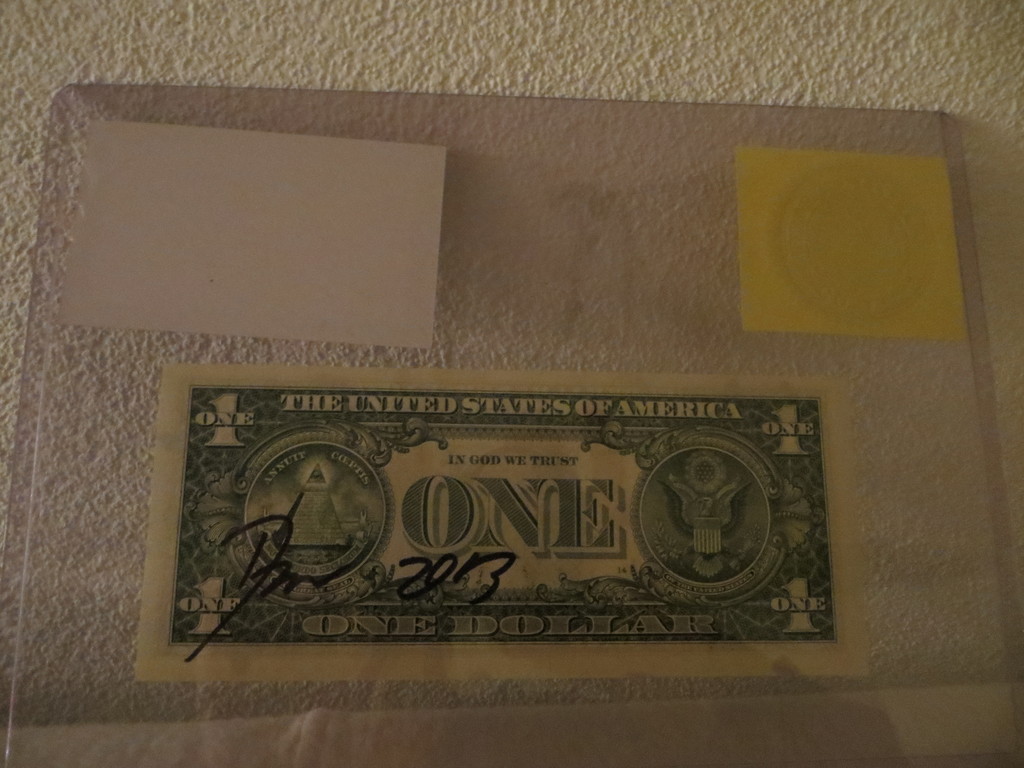 1 THE UNITED STATES OF AMERICA 1
ONE ONE
ANNUIT CŒPTIS
IN GOD WE TRUST
ONE
2013
1 1
ONE ONE
ONE DOLLAR